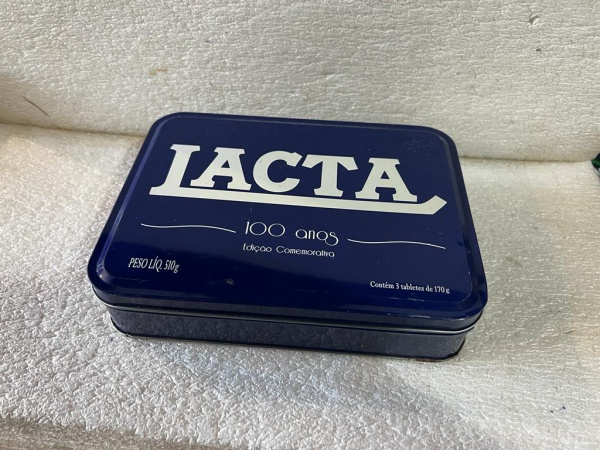 LACTA
100 anos
Edição Comemorativa
PESO LÍQ. 510g
Contém 3 tabletes de 170 g